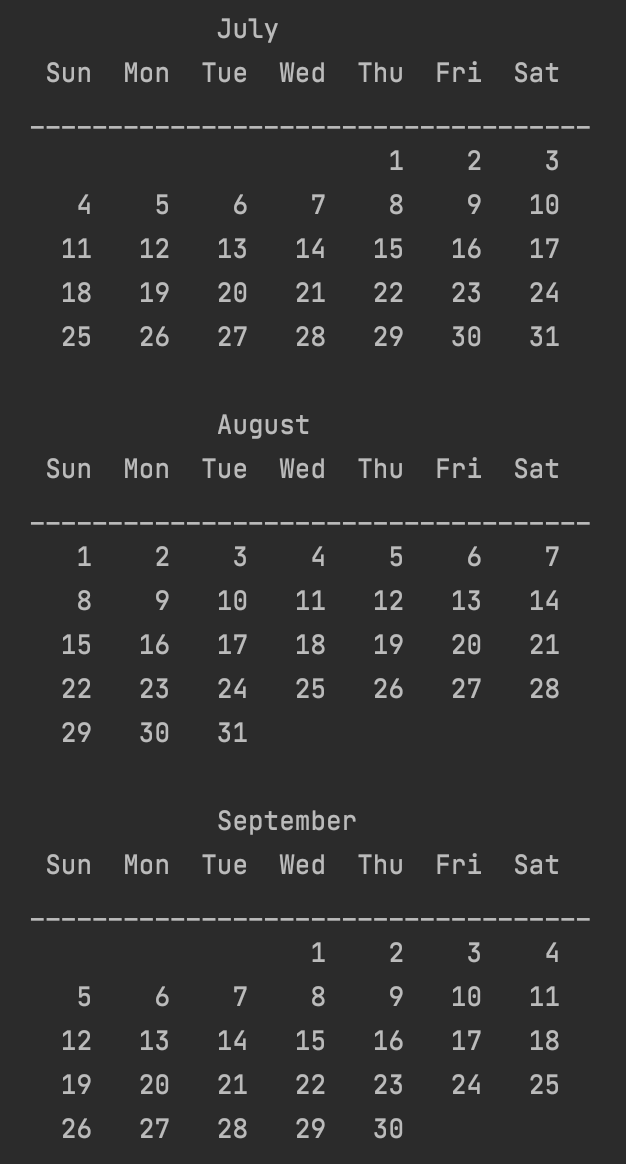 July
Sun Mon Tue Wed Thu Fri Sat
------------------------------------
1 2 3
4 5 6 7 8 9 10
11 12 13 14 15 16 17
18 19 20 21 22 23 24
25 26 27 28 29 30 31
August
Sun Mon Tue Wed Thu Fri Sat
------------------------------------
1 2 3 4 5 6 7
8 9 10 11 12 13 14
15 16 17 18 19 20 21
22 23 24 25 26 27 28
29 30 31
September
Sun Mon Tue Wed Thu Fri Sat
------------------------------------
1 2 3 4
5 6 7 8 9 10 11
12 13 14 15 16 17 18
19 20 21 22 23 24 25
26 27 28 29 30